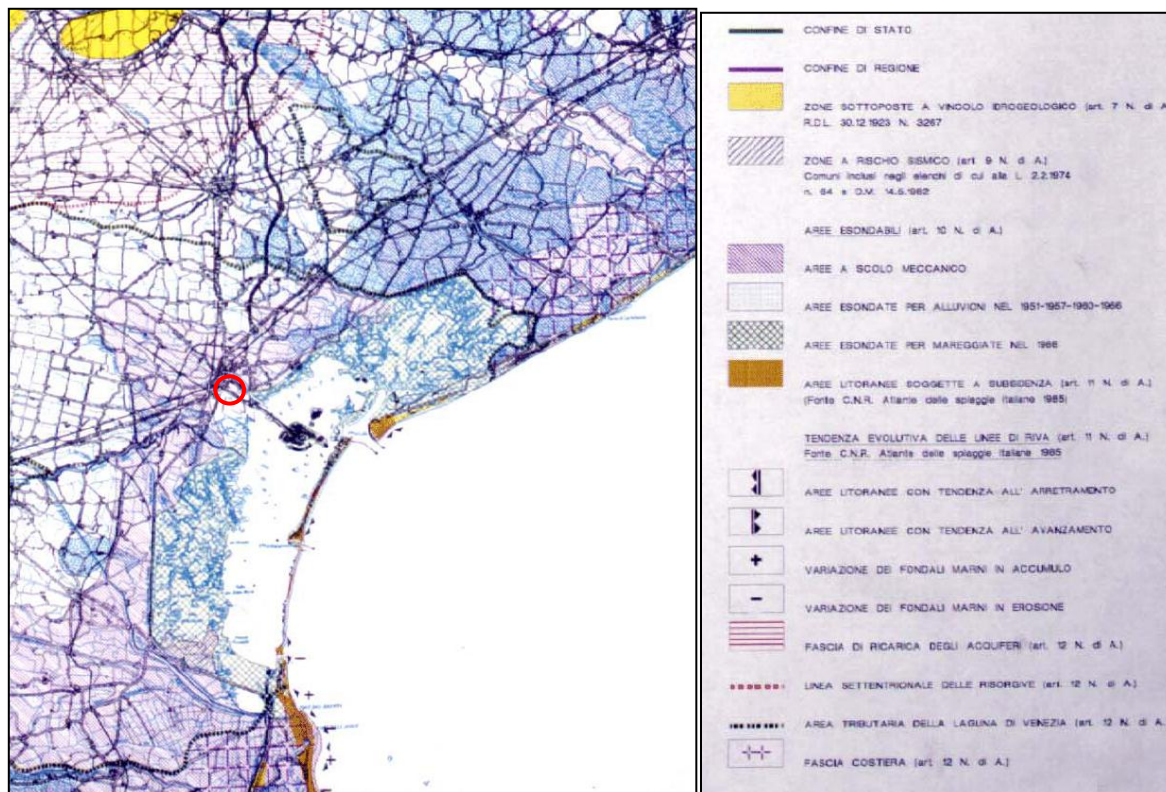 CONFINE DI STATO
CONFINE DI REGIONE
ZONE SOTTOPOSTE A VINCOLO IDROGEOLOGICO (art. 7 N. di A
R.D.L. 30.12.1923 N. 3267
ZONE A RISCHIO SISMICO (art. 9 N. di A.)
Comuni inclusi negli elenchi di cui alla L. 2.2.1974
n. 64 e D.M. 14.5.1982
AREE ESONDABILI (art. 10 N. di A.)
AREE A SCOLO MECCANICO
AREE ESONDATE PER ALLUVIONI NEL 1951-1957-1960-1966
AREE ESONDATE PER MAREGGIATE NEL 1966
AREE LITORANEE SOGGETTE A SUBSIDENZA (art. 11 N. di A.)
(Fonte C.N.R. Atlante delle spiagge italiane 1985)
TENDENZA EVOLUTIVA DELLE LINEE DI RIVA (art. 11 N. di A.)
Fonte C.N.R. Atlante delle spiagge italiane 1985
AREE LITORANEE CON TENDENZA ALL' ARRETRAMENTO
AREE LITORANEE CON TENDENZA ALL' AVANZAMENTO
VARIAZIONE DEI FONDALI MARINI IN ACCUMULO
VARIAZIONE DEI FONDALI MARINI IN EROSIONE
FASCIA DI RICARICA DEGLI ACQUIFERI (art. 12 N. di A.)
LINEA SETTENTRIONALE DELLE RISORGIVE (art. 12 N. di A.)
AREA TRIBUTARIA DELLA LAGUNA DI VENEZIA (art. 12 N. di A
FASCIA COSTIERA (art. 12 N. di A.)